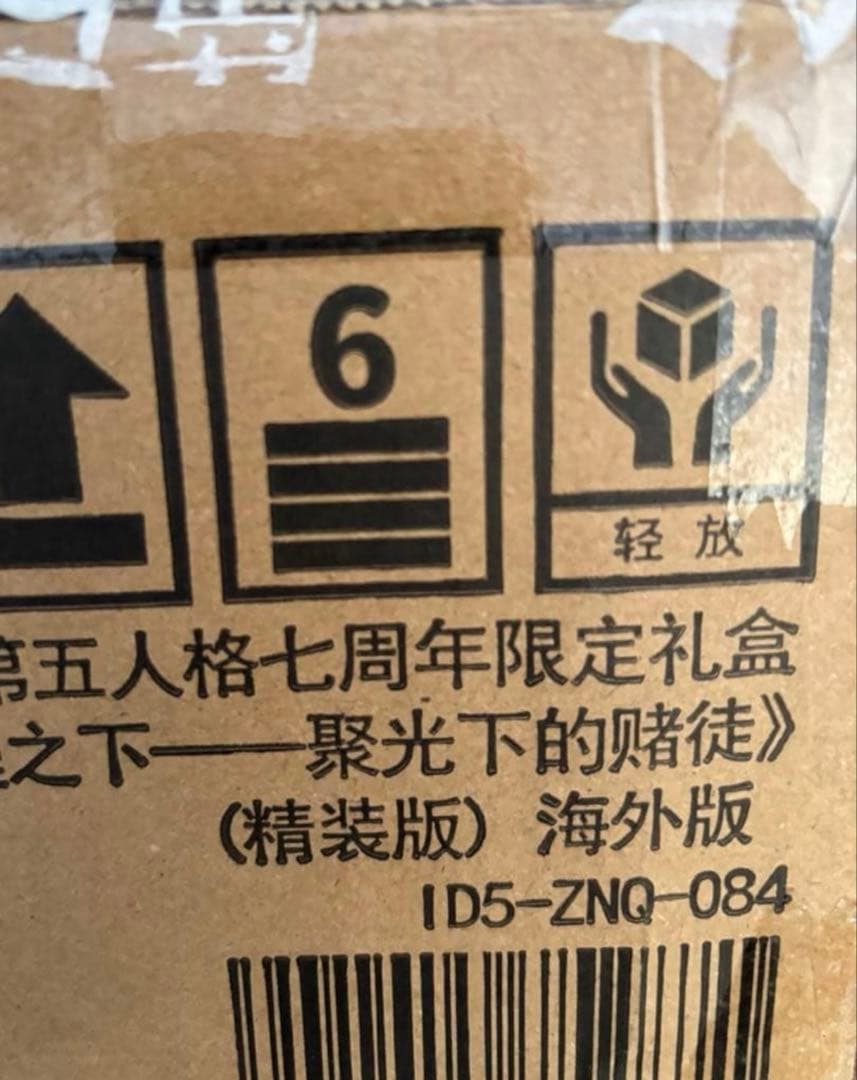 6
轻放
第五人格七周年限定礼盒
之下——聚光下的赌徒》
(精装版) 海外版
ID5-ZNQ-084